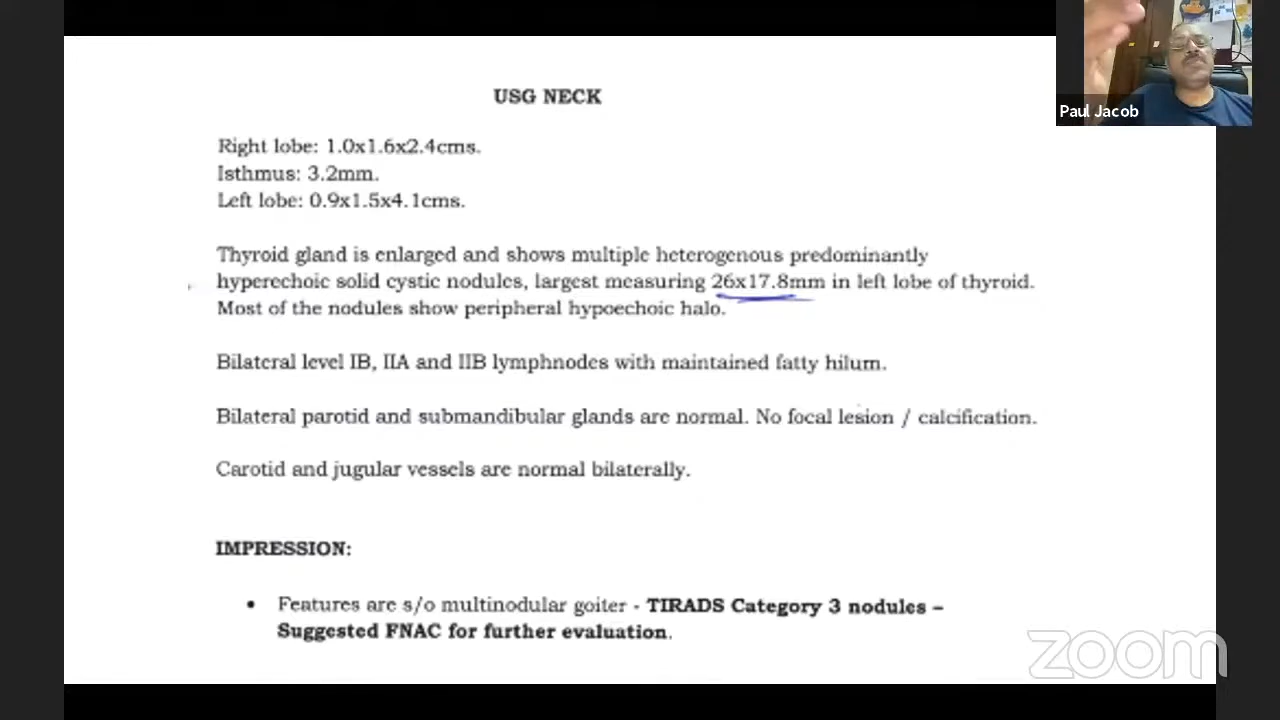 USG NECK
Right lobe: 1.0x1.6x2.4cms.
Isthmus: 3.2mm.
Left lobe: 0.9x1.5x4.1cms.
Thyroid gland is enlarged and shows multiple heterogenous predominantly
hyperechoic solid cystic nodules, largest measuring 26x17.8mm in left lobe of thyroid.
Most of the nodules show peripheral hypoechoic halo.
Bilateral level IB, IIA and IIB lymphnodes with maintained fatty hilum.
Bilateral parotid and submandibular glands are normal. No focal lesion / calcification.
Carotid and jugular vessels are normal bilaterally.
IMPRESSION:
• Features are s/o multinodular goiter - TIRADS Category 3 nodules –
Suggested FNAC for further evaluation.
Paul Jacob
zoom